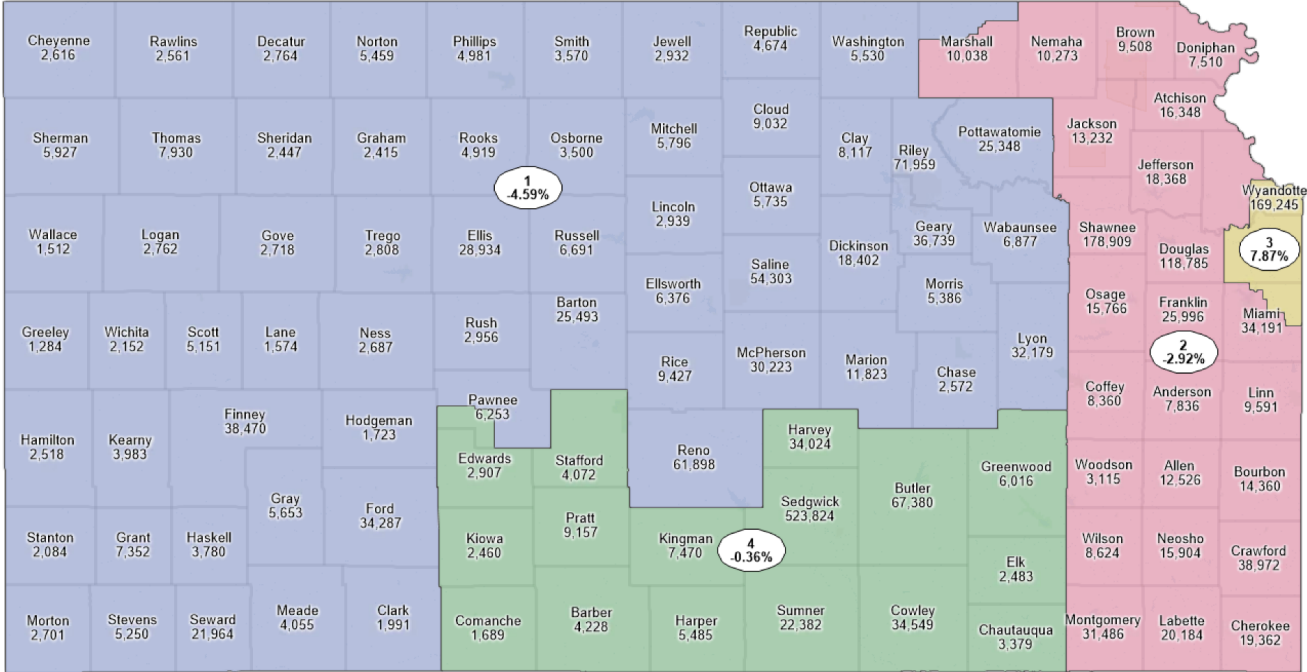 Cheyenne
2,616
Rawlins
2,561
Decatur
2,764
Norton
5,459
Phillips
4,981
Smith
3,570
Jewell
2,932
Republic
4,674
Washington
5,530
Marshall
10,038
Nemaha
10,273
Brown
9,508
Doniphan
7,510
Sherman
5,927
Thomas
7,930
Sheridan
2,447
Graham
2,415
Rooks
4,919
Osborne
3,500
Mitchell
5,796
Cloud
9,032
Clay
8,117
Riley
71,959
Pottawatomie
25,348
Jackson
13,232
Atchison
16,348
Jefferson
18,368
1
-4.59%
Wyandotte
169,245
Wallace
1,512
Logan
2,762
Gove
2,718
Trego
2,808
Ellis
28,934
Russell
6,691
Lincoln
2,939
Ottawa
5,735
Saline
54,303
Dickinson
18,402
Geary
36,739
Wabaunsee
6,877
Shawnee
178,909
Douglas
118,785
3
7.87%
Ellsworth
6,376
Morris
5,386
Osage
15,766
Franklin
25,996
Miami
34,191
Greeley
1,284
Wichita
2,152
Scott
5,151
Lane
1,574
Ness
2,687
Rush
2,956
Barton
25,493
Rice
9,427
McPherson
30,223
Marion
11,823
Chase
2,572
Lyon
32,179
2
-2.92%
Coffey
8,360
Anderson
7,836
Linn
9,591
Hamilton
2,518
Kearny
3,983
Finney
38,470
Hodgeman
1,723
Pawnee
6,253
Edwards
2,907
Stafford
4,072
Reno
61,898
Harvey
34,024
Sedgwick
523,824
Butler
67,380
Greenwood
6,016
Woodson
3,115
Allen
12,526
Bourbon
14,360
Gray
5,653
Ford
34,287
Stanton
2,084
Grant
7,352
Haskell
3,780
Kiowa
2,460
Pratt
9,157
Kingman
7,470
4
-0.36%
Elk
2,483
Wilson
8,624
Neosho
15,904
Crawford
38,972
Morton
2,701
Stevens
5,250
Seward
21,964
Meade
4,055
Clark
1,991
Comanche
1,689
Barber
4,228
Harper
5,485
Sumner
22,382
Cowley
34,549
Chautauqua
3,379
Montgomery
31,486
Labette
20,184
Cherokee
19,362